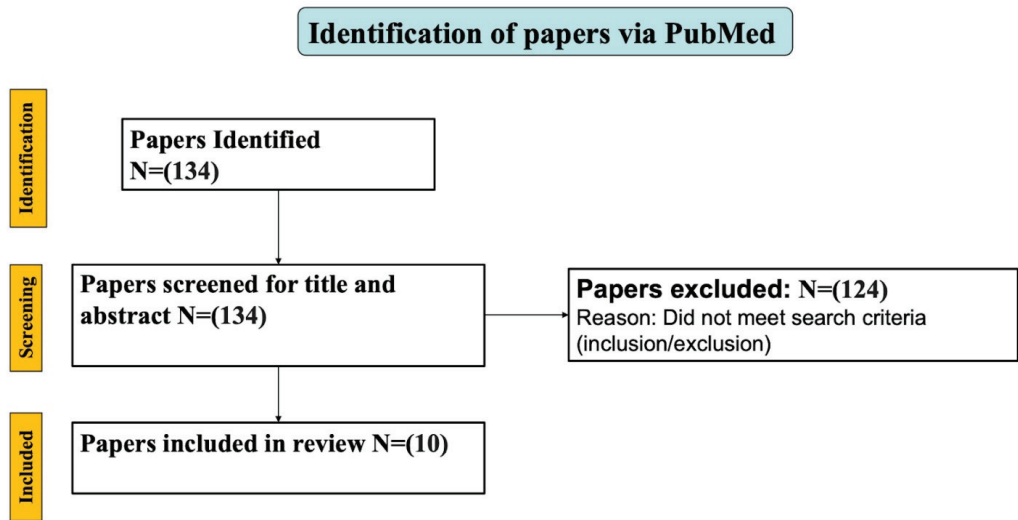 Identification of papers via PubMed
Identification
Papers Identified
N=(134)
Screening
Papers screened for title and
abstract N=(134)
Papers excluded: N=(124)
Reason: Did not meet search criteria
(inclusion/exclusion)
Included
Papers included in review N=(10)